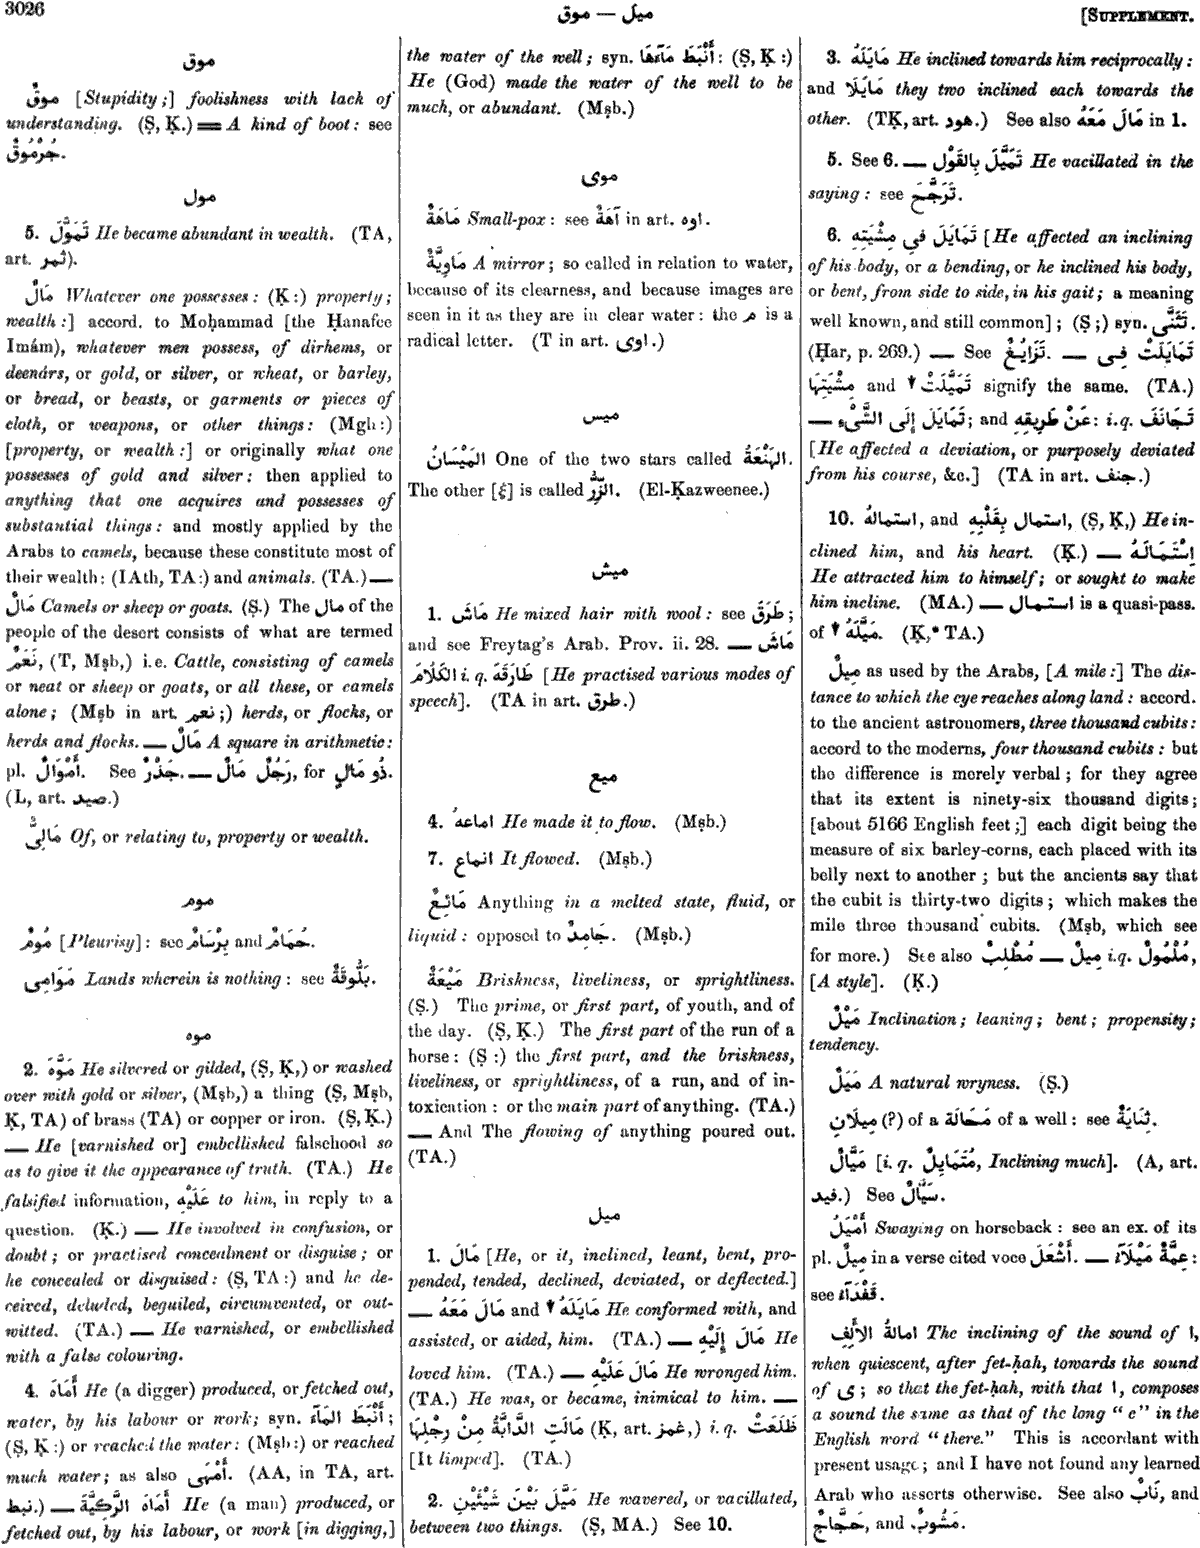 3026
ميل — موق
[SUPPLEMENT.
موق
مُوقٌ [Stupidity;] foolishness with lack of
understanding. (Ṣ, Ḳ.) ═ A kind of boot: see
جُرْمُوقٌ.
مول
5. تَمَوَّلَ He became abundant in wealth. (TA,
art. ثمر).
مَالٌ Whatever one possesses: (Ḳ:) property;
wealth:] accord. to Moḥammad [the Ḥanafee
Imám), whatever men possess, of dirhems, or
deenárs, or gold, or silver, or wheat, or barley,
or bread, or beasts, or garments or pieces of
cloth, or weapons, or other things: (Mgh:)
[property, or wealth:] or originally what one
possesses of gold and silver: then applied to
anything that one acquires and possesses of
substantial things: and mostly applied by the
Arabs to camels, because these constitute most of
their wealth: (IAth, TA:) and animals. (TA.) —
مَالٌ Camels or sheep or goats. (Ṣ.) The مال of the
people of the desert consists of what are termed
نَعَمٌ, (T, Mṣb,) i.e. Cattle, consisting of camels
or neat or sheep or goats, or all these, or camels
alone; (Mṣb in art. نعم;) herds, or flocks, or
herds and flocks. — مَالٌ A square in arithmetic:
pl. أَمْوَالٌ. See جَذْرٌ. — رَجُلٌ مَالٌ, for ذُو مَالٍ.
(L, art. صيد.)
مَالِىٌّ Of, or relating to, property or wealth.
موم
مُومٌ [Pleurisy]: see بِرْسَامٌ and حُمَامٌ.
مَوَامِى Lands wherein is nothing: see بَلُّوقَةٌ.
موه
2. مَوَّهَ He silvered or gilded, (Ṣ, Ḳ,) or washed
over with gold or silver, (Mṣb,) a thing (Ṣ, Mṣb,
Ḳ, TA) of brass (TA) or copper or iron. (Ṣ, Ḳ.)
— He [varnished or] embellished falsehood so
as to give it the appearance of truth. (TA.) He
falsified information, عَلَيْهِ to him, in reply to a
question. (Ḳ.) — He involved in confusion, or
doubt; or practised concealment or disguise; or
he concealed or disguised: (Ṣ, TA:) and he de-
ceived, deluded, beguiled, circumvented, or out-
witted. (TA.) — He varnished, or embellished
with a false colouring.
4. أَمَاهَ He (a digger) produced, or fetched out,
water, by his labour or work; syn. أَنْبَطَ المَآءَ;
(Ṣ, Ḳ:) or reached the water: (Mṣb:) or reached
much water; as also أَمْهَى. (AA, in TA, art.
نبط.) — أَمَاهَ الرَّكِيَّةَ He (a man) produced, or
fetched out, by his labour, or work [in digging,]
the water of the well; syn. أَنْبَطَ مَآءَهَا: (Ṣ, Ḳ:)
He (God) made the water of the well to be
much, or abundant. (Mṣb.)
موى
مَاهَةٌ Small-pox: see آهَةٌ in art. اوه.
مَاوِيَّةٌ A mirror; so called in relation to water,
because of its clearness, and because images are
seen in it as they are in clear water: the م is a
radical letter. (T in art. اوى.)
ميس
المَيْسَانُ One of the two stars called الهَنْعَةُ.
The other [ξ] is called الزِّرُّ. (El-Ḳazweenee.)
ميش
1. مَاشَ He mixed hair with wool: see طَرَقَ;
and see Freytag's Arab. Prov. ii. 28. — مَاشَ
الكَلَامَ i. q. طَارَقَهُ [He practised various modes of
speech]. (TA in art. طرق.)
ميع
4. اماعهُ He made it to flow. (Mṣb.)
7. انماع It flowed. (Mṣb.)
مَائِعٌ Anything in a melted state, fluid, or
liquid: opposed to جَامِدٌ. (Mṣb.)
مَيْعَةٌ Briskness, liveliness, or sprightliness.
(Ṣ.) The prime, or first part, of youth, and of
the day. (Ṣ, Ḳ.) The first part of the run of a
horse: (Ṣ:) the first part, and the briskness,
liveliness, or sprightliness, of a run, and of in-
toxication: or the main part of anything. (TA.)
— And The flowing of anything poured out.
(TA.)
ميل
1. مَالَ [He, or it, inclined, leant, bent, pro-
pended, tended, declined, deviated, or deflected.]
— مَالَ مَعَهُ and ↓ مَايَلَهُ He conformed with, and
assisted, or aided, him. (TA.) — مَالَ إِلَيْهِ He
loved him. (TA.) — مَالَ عَلَيْهِ He wronged him.
(TA.) He was, or became, inimical to him. —
مَالَتِ الدَّابَّةُ مِنْ رِجْلِهَا (Ḳ, art. غمز,) i. q. ظَلَعَتْ
[It limped]. (TA.)
2. مَيَّلَ بَيْنَ شَيْئَيْنِ He wavered, or vacillated,
between two things. (Ṣ, MA.) See 10.
3. مَايَلَهُ He inclined towards him reciprocally:
and مَايَلَا they two inclined each towards the
other. (TḲ, art. هود.) See also مَالَ مَعَهُ in 1.
5. See 6. — تَمَيَّلَ بِالقَوْلِ He vacillated in the
saying: see تَرَجَّحَ.
6. تَمَايَلَ فِى مِشْيَتِهِ [He affected an inclining
of his body, or a bending, or he inclined his body,
or bent, from side to side, in his gait; a meaning
well known, and still common]; (Ṣ;) syn. تَثَنَّى.
(Ḥar, p. 269.) — See تَزَايُغٌ. — تَمَايَلَتْ فِى
مِشْيَتِهَا and ↓ تَمَيَّلَتْ signify the same. (TA.)
— تَمَايَلَ إِلَى الشَّىْءِ; and عَنْ طَرِيقِهِ: i.q. تَجَانَفَ
[He affected a deviation, or purposely deviated
from his course, &c.] (TA in art. جنف.)
10. استمالهُ, and استمال بِقَلْبِهِ, (Ṣ, Ḳ,) He in-
clined him, and his heart. (Ḳ.) — اِسْتَمَالَهُ
He attracted him to himself; or sought to make
him incline. (MA.) — استمال is a quasi-pass.
of ↓ مَيَّلَهُ. (Ḳ,* TA.)
مِيلٌ as used by the Arabs, [A mile:] The dis-
tance to which the eye reaches along land: accord.
to the ancient astronomers, three thousand cubits:
accord to the moderns, four thousand cubits: but
the difference is merely verbal; for they agree
that its extent is ninety-six thousand digits;
[about 5166 English feet;] each digit being the
measure of six barley-corns, each placed with its
belly next to another; but the ancients say that
the cubit is thirty-two digits; which makes the
mile three thousand cubits. (Mṣb, which see
for more.) See also مُطْلِبٌ — مِيلٌ i.q. مُلْمُولٌ,
[A style]. (Ḳ.)
مَيْلٌ Inclination; leaning; bent; propensity;
tendency.
مَيَلٌ A natural wryness. (Ṣ.)
مِيلَانِ (?) of a مَحَالَة of a well: see ثِنَايَةٌ.
مَيَّالٌ [i. q. مُتَمَايِلٌ, Inclining much]. (A, art.
فيد.) See سَيَّالٌ.
أَمْيَلُ Swaying on horseback: see an ex. of its
pl. مِيلٌ in a verse cited voce أَشْعَلَ. — عِمَّةٌ مَيْلَآءُ:
see قَفْدَآءُ.
امالةُ الأَلِفِ The inclining of the sound of ا,
when quiescent, after fet-ḥah, towards the sound
of ى; so that the fet-ḥah, with that ا, composes
a sound the same as that of the long "e" in the
English word "there." This is accordant with
present usage; and I have not found any learned
Arab who asserts otherwise. See also نَابٌ, and
حَجَّاجٌ, and مَشُوبٌ.